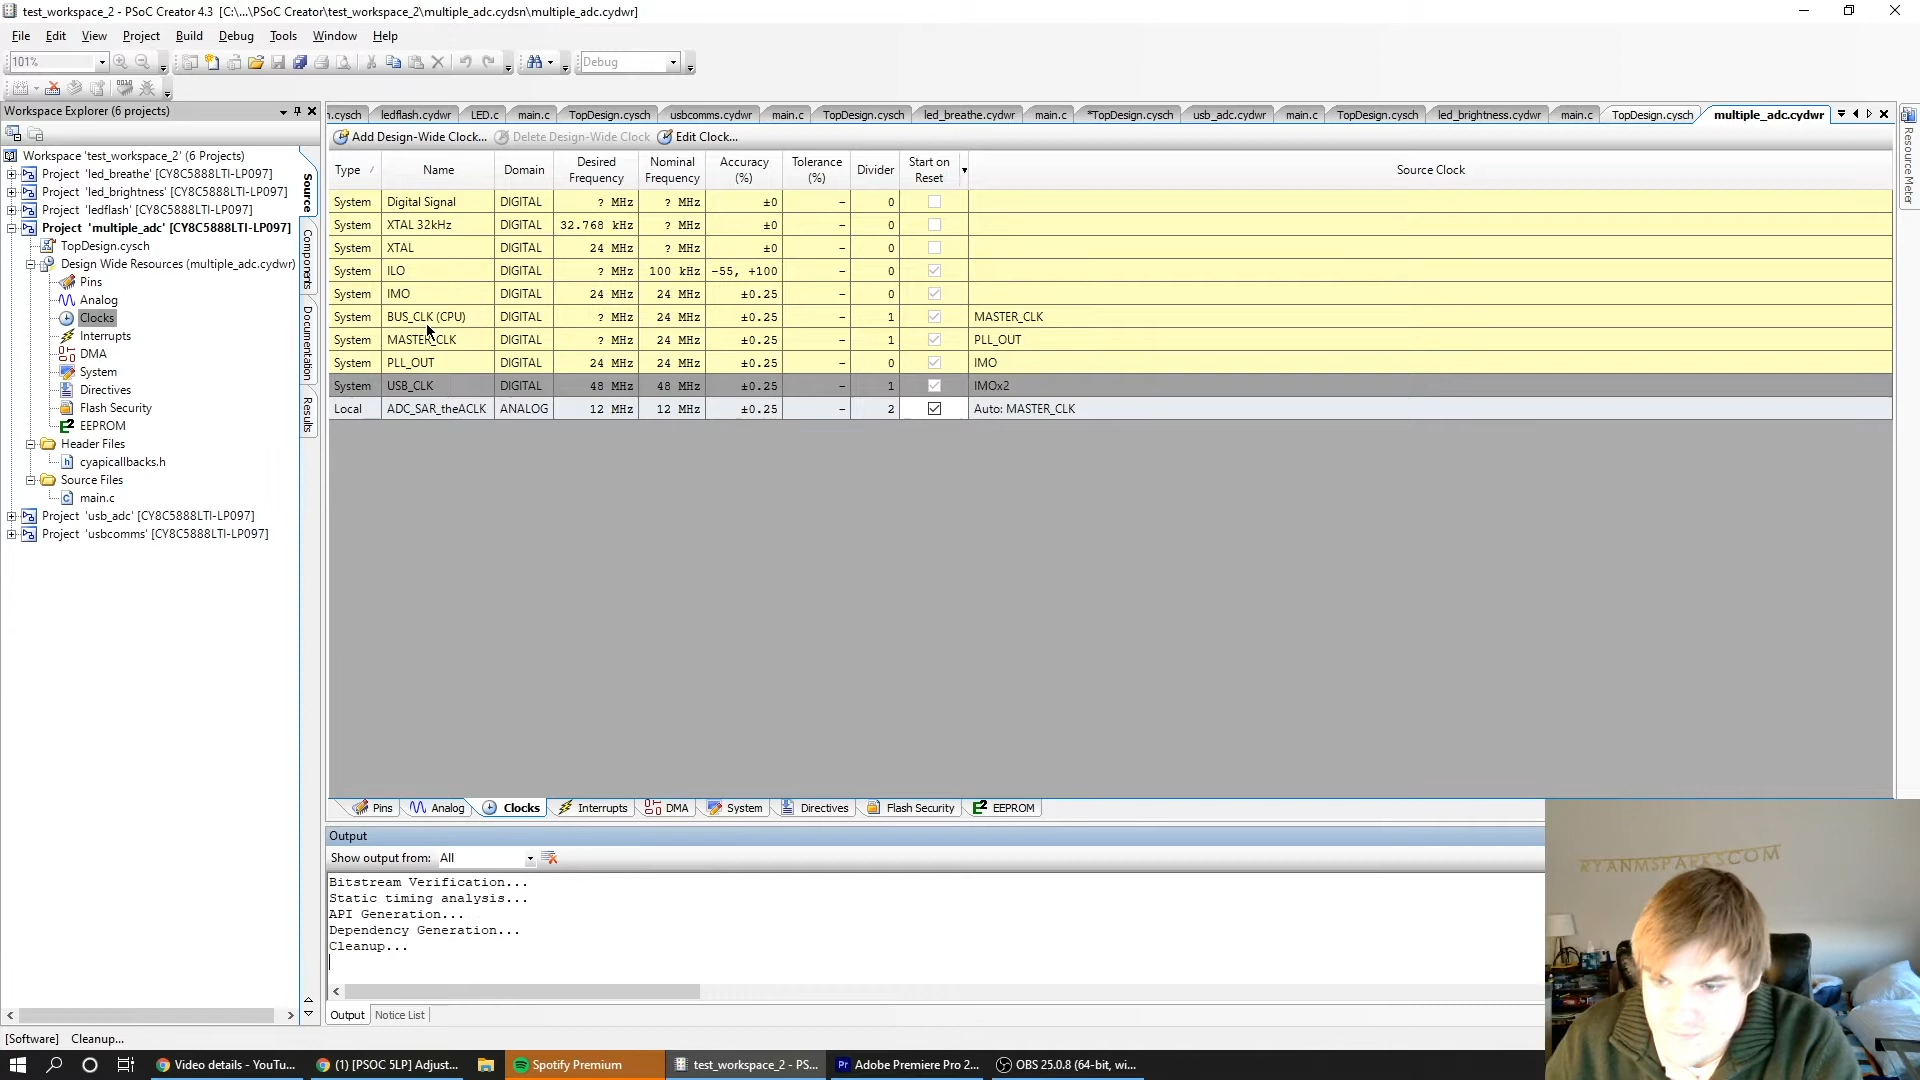 test_workspace_2 - PSoC Creator 4.3 [C:\...\PSoC Creator\test_workspace_2\multiple_adc.cydsn\multiple_adc.cydwr]
File Edit View Project Build Debug Tools Window Help
101% Debug
Workspace Explorer (6 projects)
n.cysch ledflash.cydwr LED.c main.c TopDesign.cysch usbcomms.cydwr main.c TopDesign.cysch led_breathe.cydwr main.c *TopDesign.cysch usb_adc.cydwr main.c TopDesign.cysch led_brightness.cydwr main.c TopDesign.cysch multiple_adc.cydwr
Add Design-Wide Clock... Delete Design-Wide Clock Edit Clock...
Workspace 'test_workspace_2' (6 Projects)
Project 'led_breathe' [CY8C5888LTI-LP097]
Project 'led_brightness' [CY8C5888LTI-LP097]
Project 'ledflash' [CY8C5888LTI-LP097]
Project 'multiple_adc' [CY8C5888LTI-LP097]
TopDesign.cysch
Design Wide Resources (multiple_adc.cydwr)
Pins
Analog
Clocks
Interrupts
DMA
System
Directives
Flash Security
EEPROM
Header Files
cyapicallbacks.h
Source Files
main.c
Project 'usb_adc' [CY8C5888LTI-LP097]
Project 'usbcomms' [CY8C5888LTI-LP097]
Source
Components
Documentation
Results
Type Name Domain Desired Frequency Nominal Frequency Accuracy (%) Tolerance (%) Divider Start on Reset Source Clock
System Digital Signal DIGITAL ? MHz ? MHz ±0 - 0
System XTAL 32kHz DIGITAL 32.768 kHz ? MHz ±0 - 0
System XTAL DIGITAL 24 MHz ? MHz ±0 - 0
System ILO DIGITAL ? MHz 100 kHz -55, +100 - 0
System IMO DIGITAL 24 MHz 24 MHz ±0.25 - 0
System BUS_CLK (CPU) DIGITAL ? MHz 24 MHz ±0.25 - 1 MASTER_CLK
System MASTER_CLK DIGITAL ? MHz 24 MHz ±0.25 - 1 PLL_OUT
System PLL_OUT DIGITAL 24 MHz 24 MHz ±0.25 - 0 IMO
System USB_CLK DIGITAL 48 MHz 48 MHz ±0.25 - 1 IMOx2
Local ADC_SAR_theACLK ANALOG 12 MHz 12 MHz ±0.25 - 2 Auto: MASTER_CLK
Resource Meter
Pins Analog Clocks Interrupts DMA System Directives Flash Security EEPROM
Output
Show output from: All
Bitstream Verification...
Static timing analysis...
API Generation...
Dependency Generation...
Cleanup...
Output Notice List
[Software] Cleanup...
RYANMSPARKSCOM
Video details - YouTu... (1) [PSOC 5LP] Adjust... Spotify Premium test_workspace_2 - PS... Adobe Premiere Pro 2... OBS 25.0.8 (64-bit, wi...